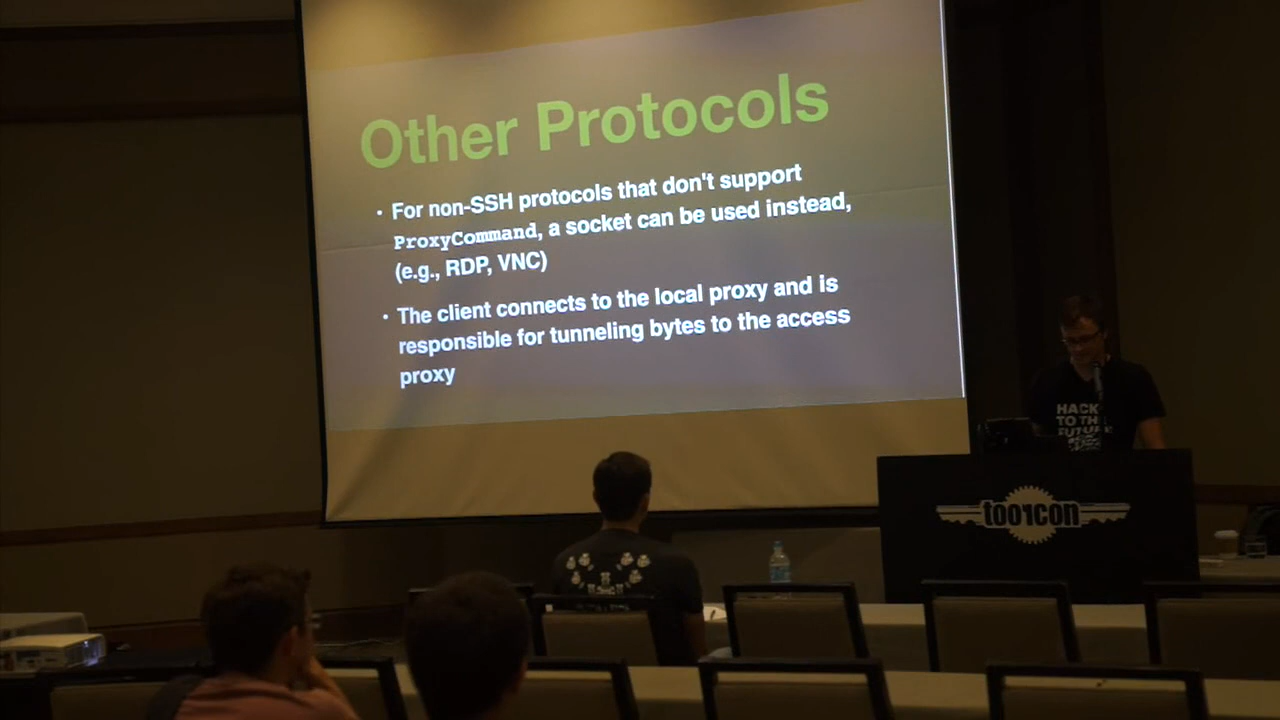 Other Protocols
• For non-SSH protocols that don't support
ProxyCommand, a socket can be used instead,
(e.g., RDP, VNC)
• The client connects to the local proxy and is
responsible for tunneling bytes to the access
proxy
HACK
TO THE
FUTURE
toorcon